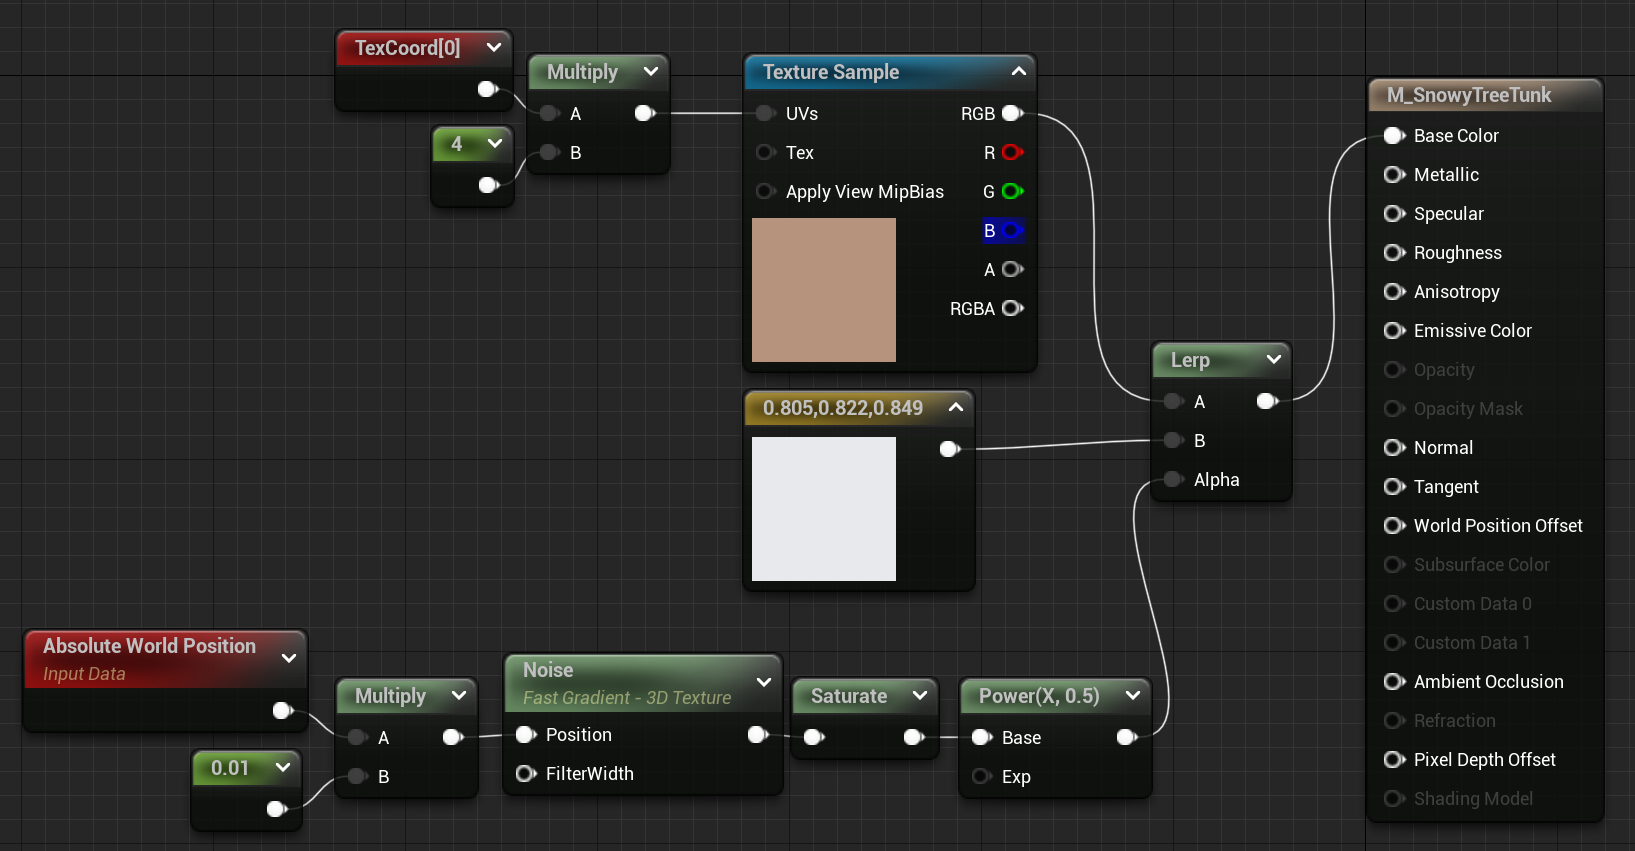 TexCoord[0]
4
Multiply
A
B
Texture Sample
UVs
RGB
Tex
R
Apply View MipBias
G
B
A
RGBA
0.805,0.822,0.849
Absolute World Position
Input Data
0.01
Multiply
A
B
Noise
Fast Gradient - 3D Texture
Position
FilterWidth
Saturate
Power(X, 0.5)
Base
Exp
Lerp
A
B
Alpha
M_SnowyTreeTunk
Base Color
Metallic
Specular
Roughness
Anisotropy
Emissive Color
Opacity
Opacity Mask
Normal
Tangent
World Position Offset
Subsurface Color
Custom Data 0
Custom Data 1
Ambient Occlusion
Refraction
Pixel Depth Offset
Shading Model